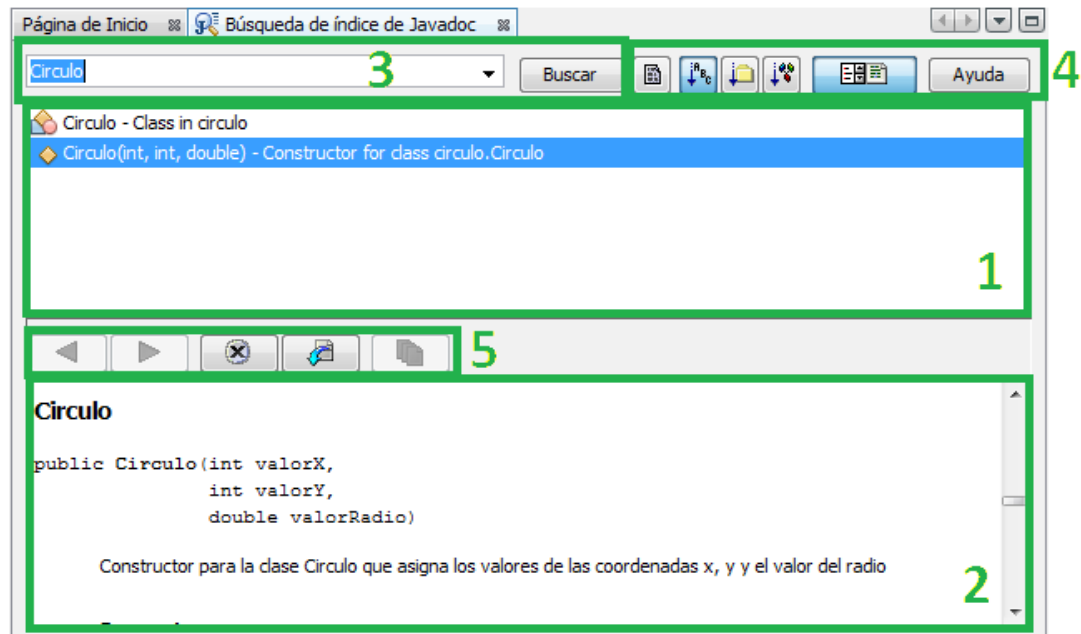 Página de Inicio
Búsqueda de índice de Javadoc
Circulo
3
Buscar
A B C
Ayuda
4
Circulo - Class in circulo
Circulo(int, int, double) - Constructor for class circulo.Circulo
1
5
Circulo
public Circulo(int valorX,
int valorY,
double valorRadio)
Constructor para la clase Circulo que asigna los valores de las coordenadas x, y y el valor del radio
2